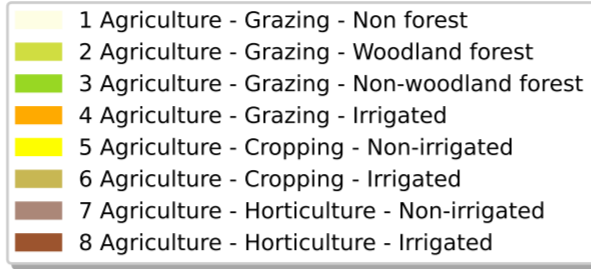 1 Agriculture - Grazing - Non forest
2 Agriculture - Grazing - Woodland forest
3 Agriculture - Grazing - Non-woodland forest
4 Agriculture - Grazing - Irrigated
5 Agriculture - Cropping - Non-irrigated
6 Agriculture - Cropping - Irrigated
7 Agriculture - Horticulture - Non-irrigated
8 Agriculture - Horticulture - Irrigated